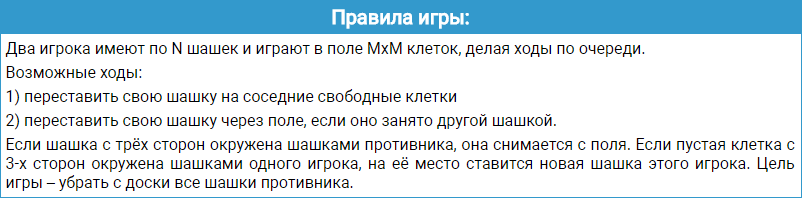 Правила игры:
Два игрока имеют по N шашек и играют в поле МхМ клеток, делая ходы по очереди.
Возможные ходы:
1) переставить свою шашку на соседние свободные клетки
2) переставить свою шашку через поле, если оно занято другой шашкой.
Если шашка с трёх сторон окружена шашками противника, она снимается с поля. Если пустая клетка с
3-х сторон окружена шашками одного игрока, на её место ставится новая шашка этого игрока. Цель
игры – убрать с доски все шашки противника.